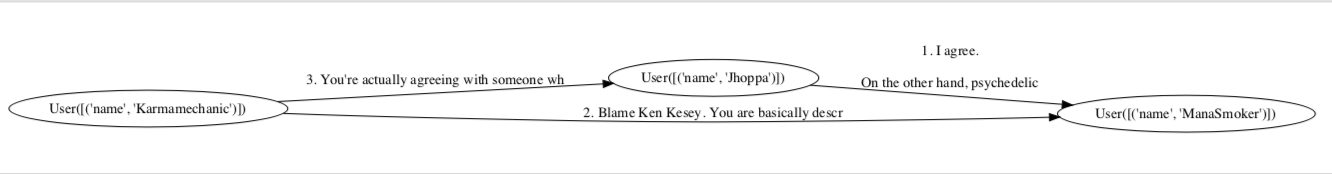 1. I agree.
3. You're actually agreeing with someone wh
User([('name', 'Jhoppa')])
On the other hand, psychedelic
User([('name', 'Karmamechanic')])
2. Blame Ken Kesey. You are basically descr
User([('name', 'ManaSmoker')])